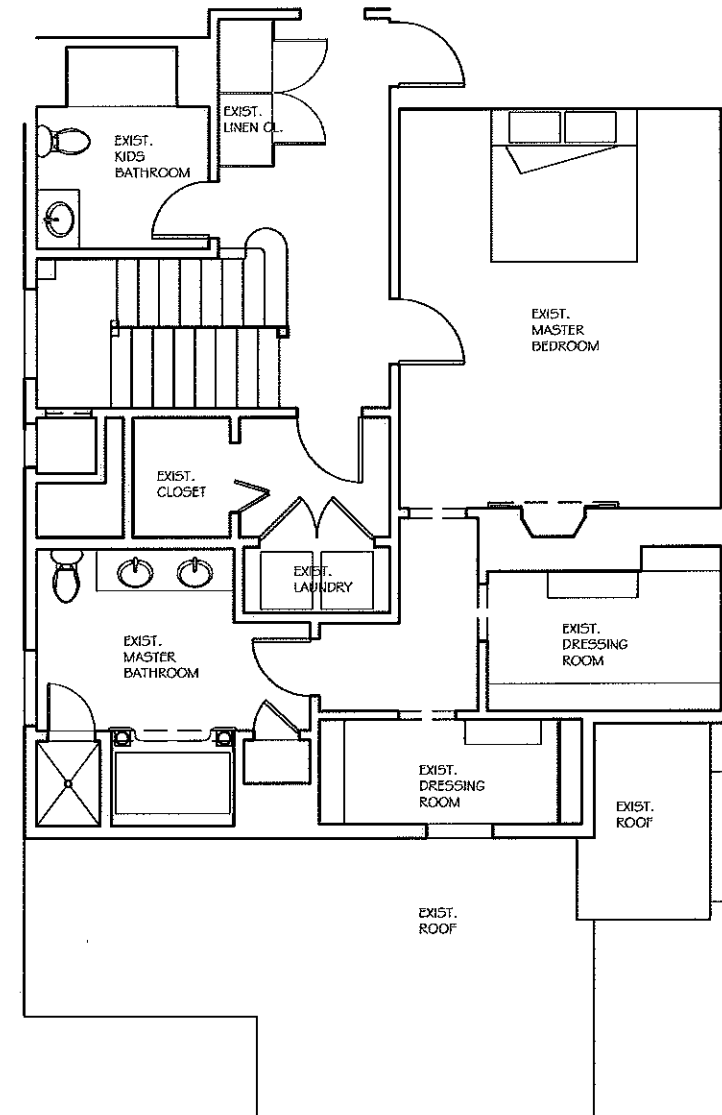 EXIST.
LINEN CL.
EXIST.
KIDS
BATHROOM
EXIST.
MASTER
BEDROOM
EXIST.
CLOSET
EXIST.
LAUNDRY
EXIST.
MASTER
BATHROOM
EXIST.
DRESSING
ROOM
EXIST.
DRESSING
ROOM
EXIST.
ROOF
EXIST.
ROOF